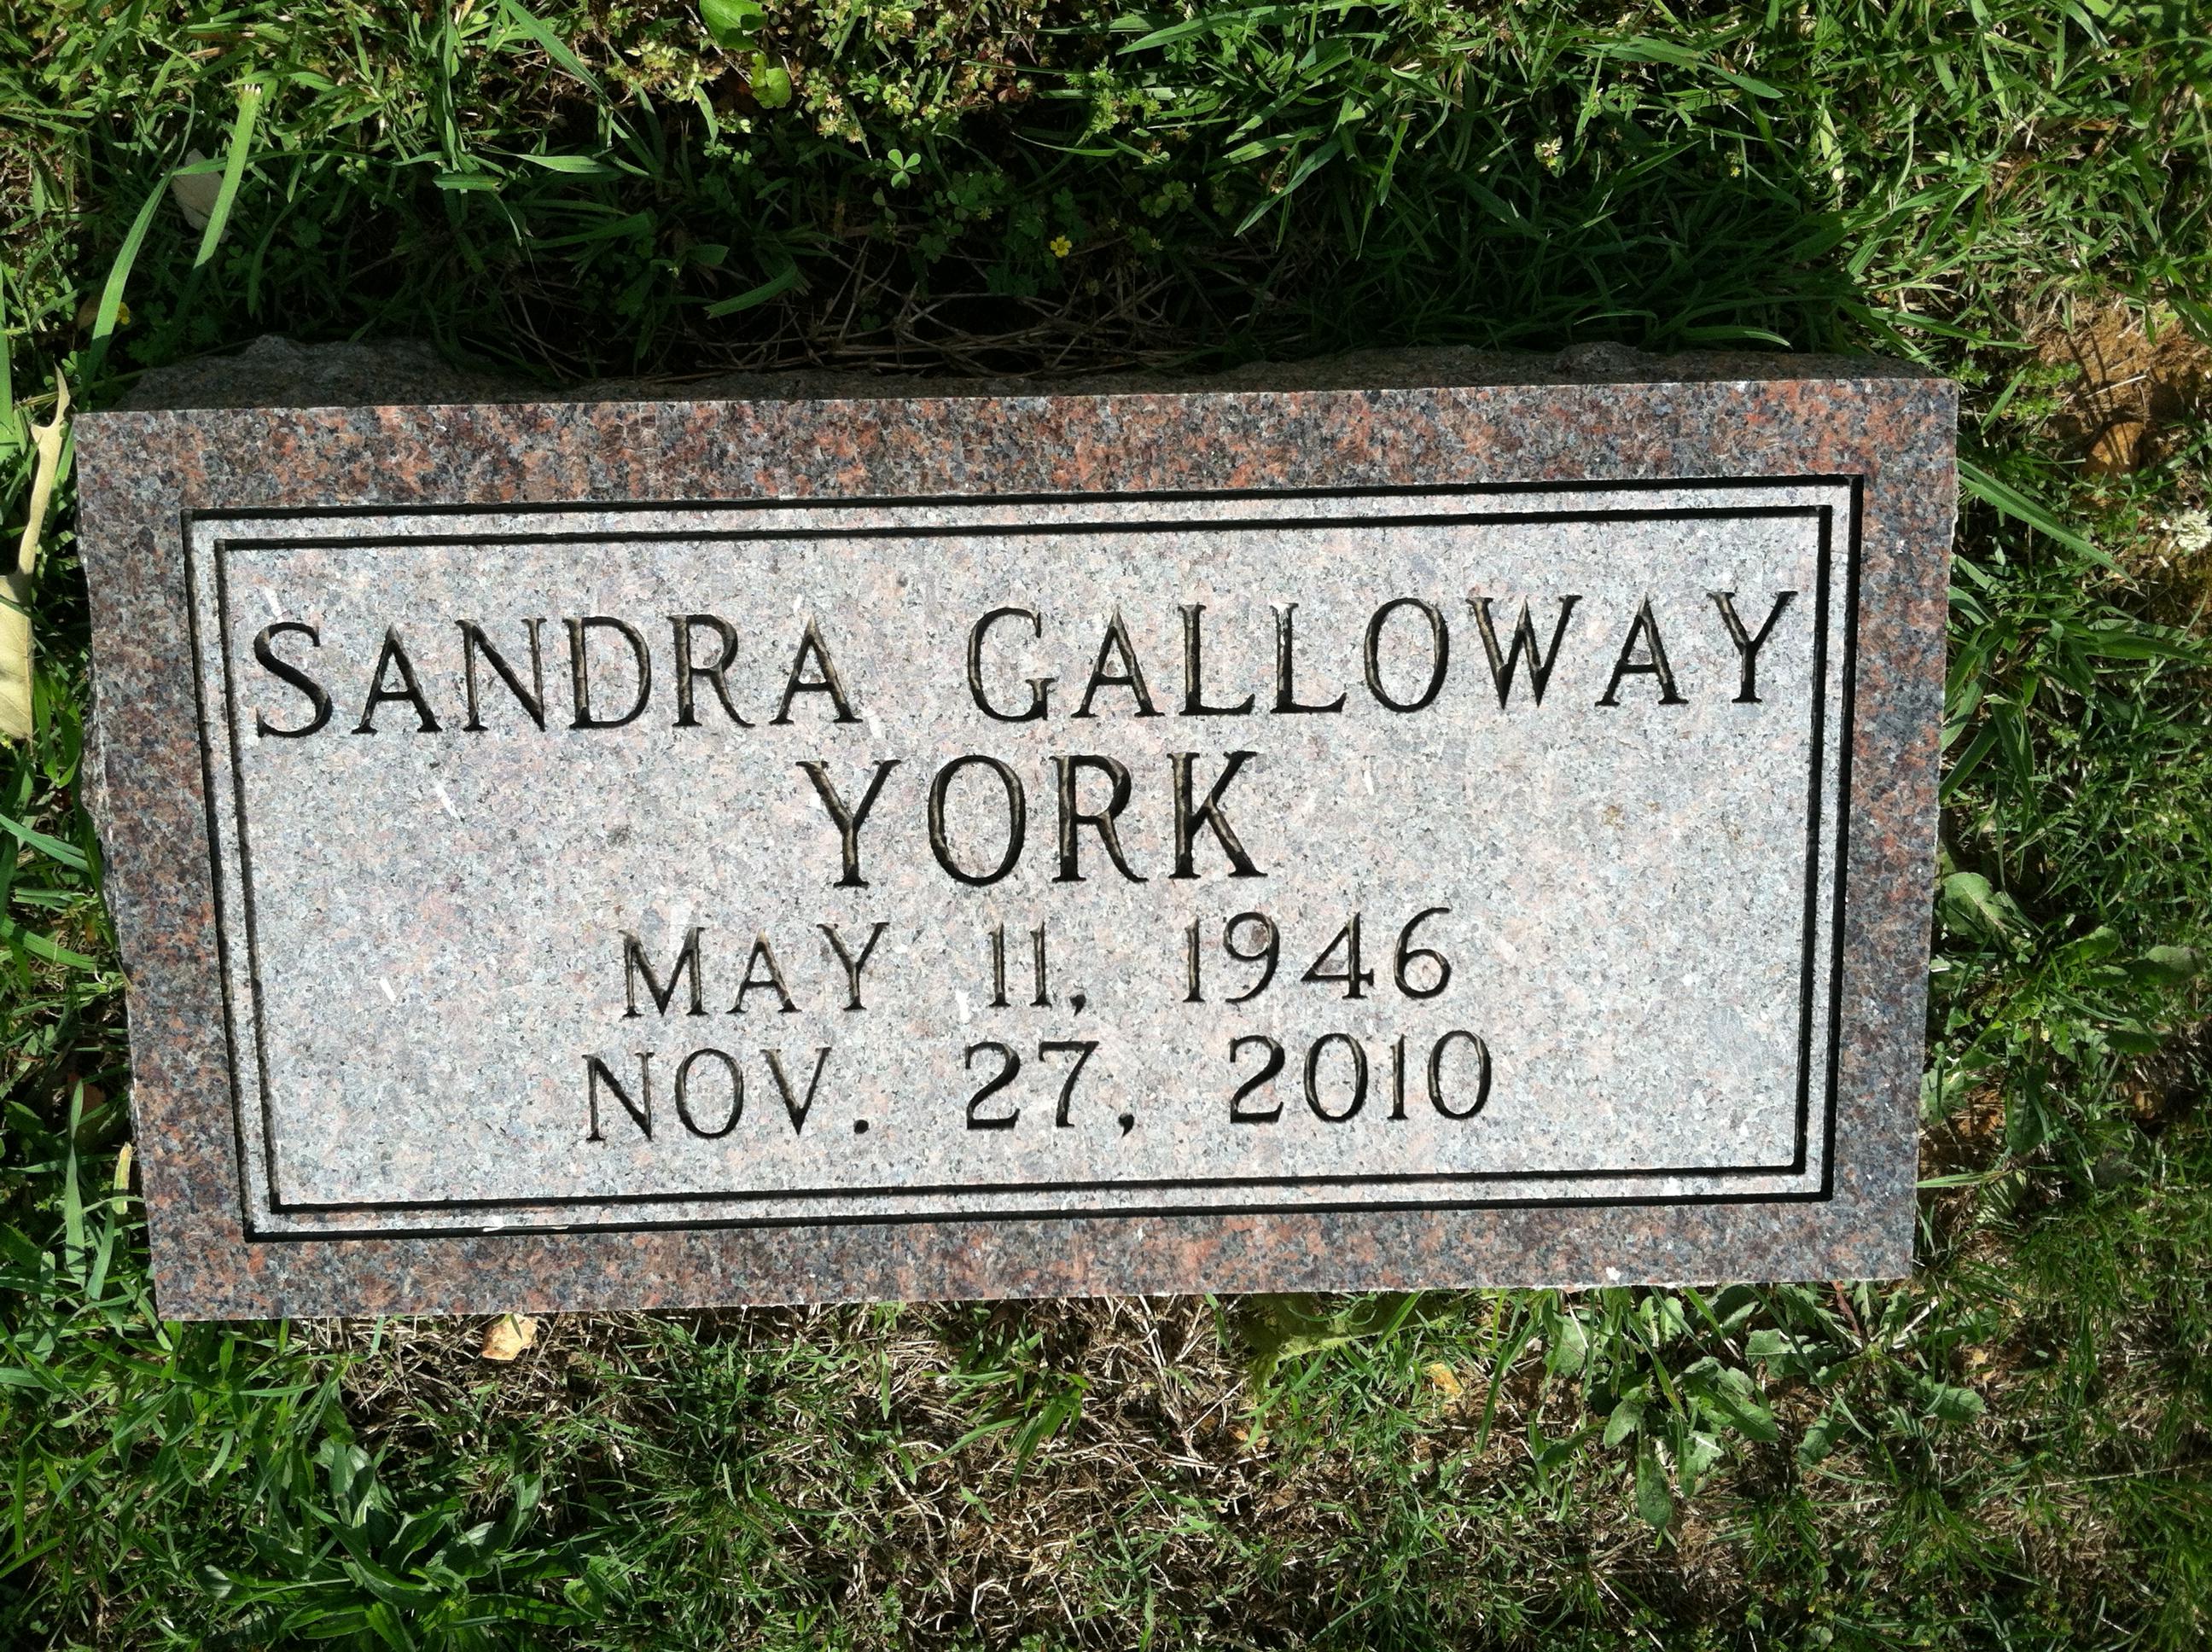 SANDRA GALLOWAY
YORK
MAY 11, 1946
NOV. 27, 2010